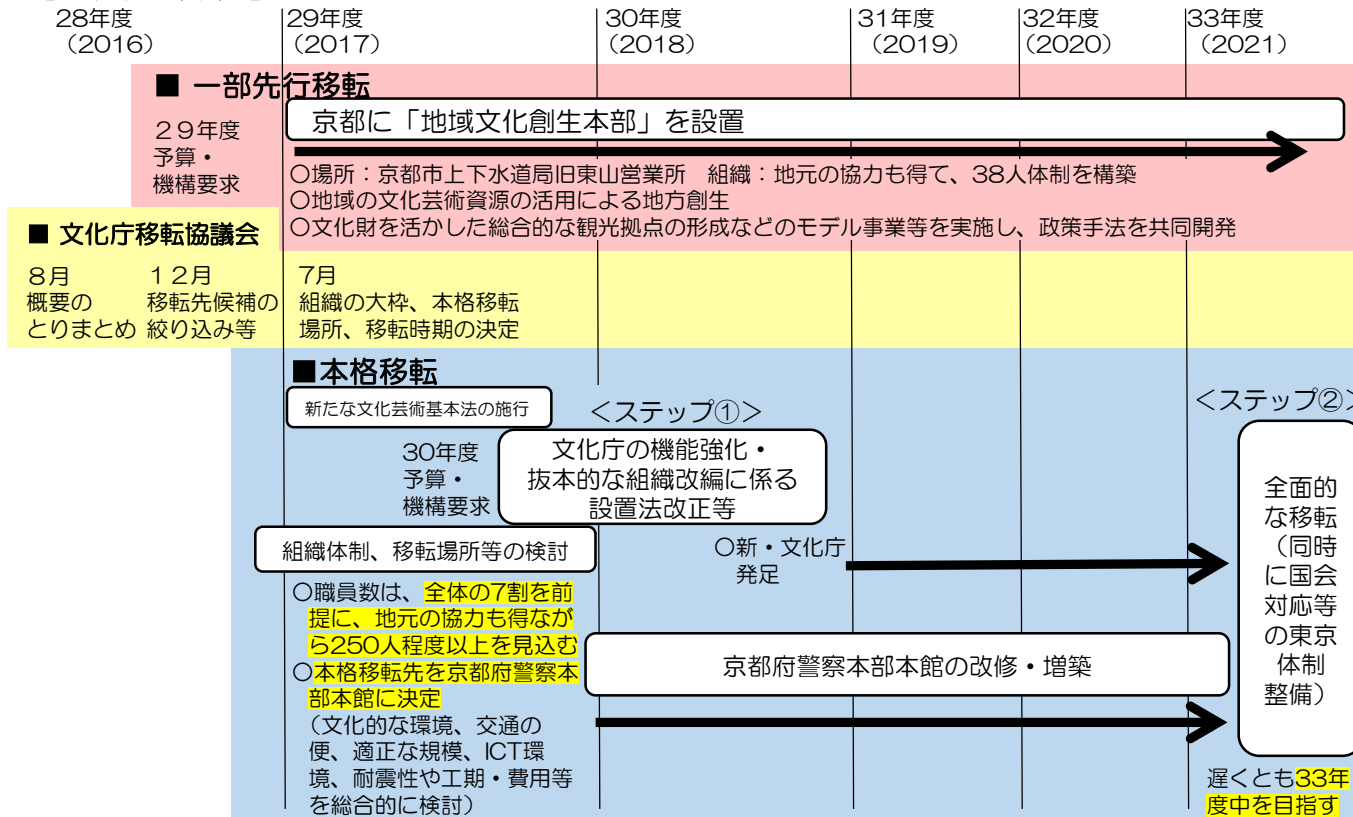 28年度
（2016）
29年度
（2017）
30年度
（2018）
31年度
（2019）
32年度
（2020）
33年度
（2021）
■ 一部先行移転
29年度
予算・
機構要求
京都に「地域文化創生本部」を設置
○場所：京都市上下水道局旧東山営業所　組織：地元の協力も得て、38人体制を構築
○地域の文化芸術資源の活用による地方創生
○文化財を活かした総合的な観光拠点の形成などのモデル事業等を実施し、政策手法を共同開発
■ 文化庁移転協議会
８月
概要の
とりまとめ
１２月
移転先候補の
絞り込み等
７月
組織の大枠、本格移転
場所、移転時期の決定
■本格移転
新たな文化芸術基本法の施行
＜ステップ①＞
30年度
予算・
機構要求
文化庁の機能強化・
抜本的な組織改編に係る
設置法改正等
組織体制、移転場所等の検討
○新・文化庁
発足
○職員数は、全体の7割を前
提に、地元の協力も得なが
ら250人程度以上を見込む
○本格移転先を京都府警察本
部本館に決定
（文化的な環境、交通の
便、適正な規模、ICT環
境、耐震性や工期・費用等
を総合的に検討）
京都府警察本部本館の改修・増築
＜ステップ②＞
全面的
な移転
（同時
に国会
対応等
の東京
体制
整備）
遅くとも33年
度中を目指す